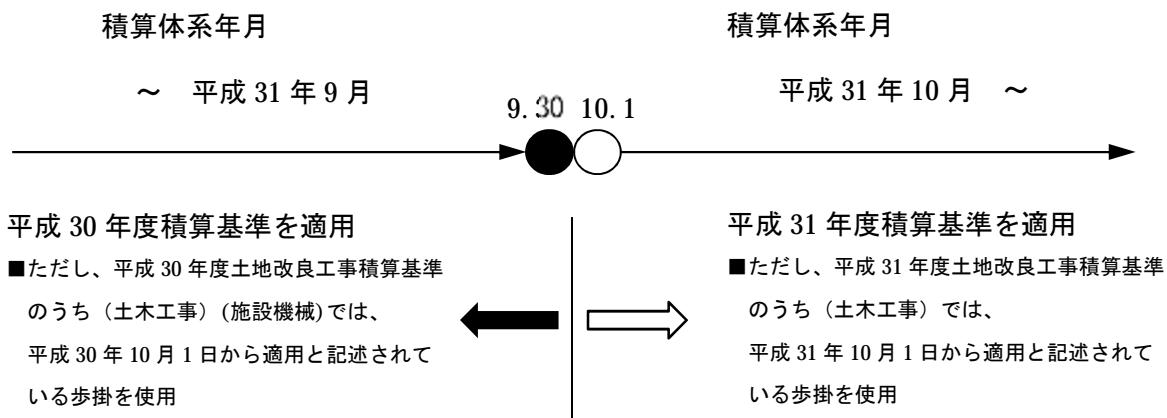 積算体系年月
～ 平成 31 年 9 月
積算体系年月
平成 31 年 10 月 ～
9. 30 10. 1
平成 30 年度積算基準を適用
■ただし、平成 30 年度土地改良工事積算基準
のうち（土木工事）(施設機械)では、
平成 30 年 10 月 1 日から適用と記述されて
いる歩掛を使用
平成 31 年度積算基準を適用
■ただし、平成 31 年度土地改良工事積算基準
のうち（土木工事）では、
平成 31 年 10 月 1 日から適用と記述されて
いる歩掛を使用